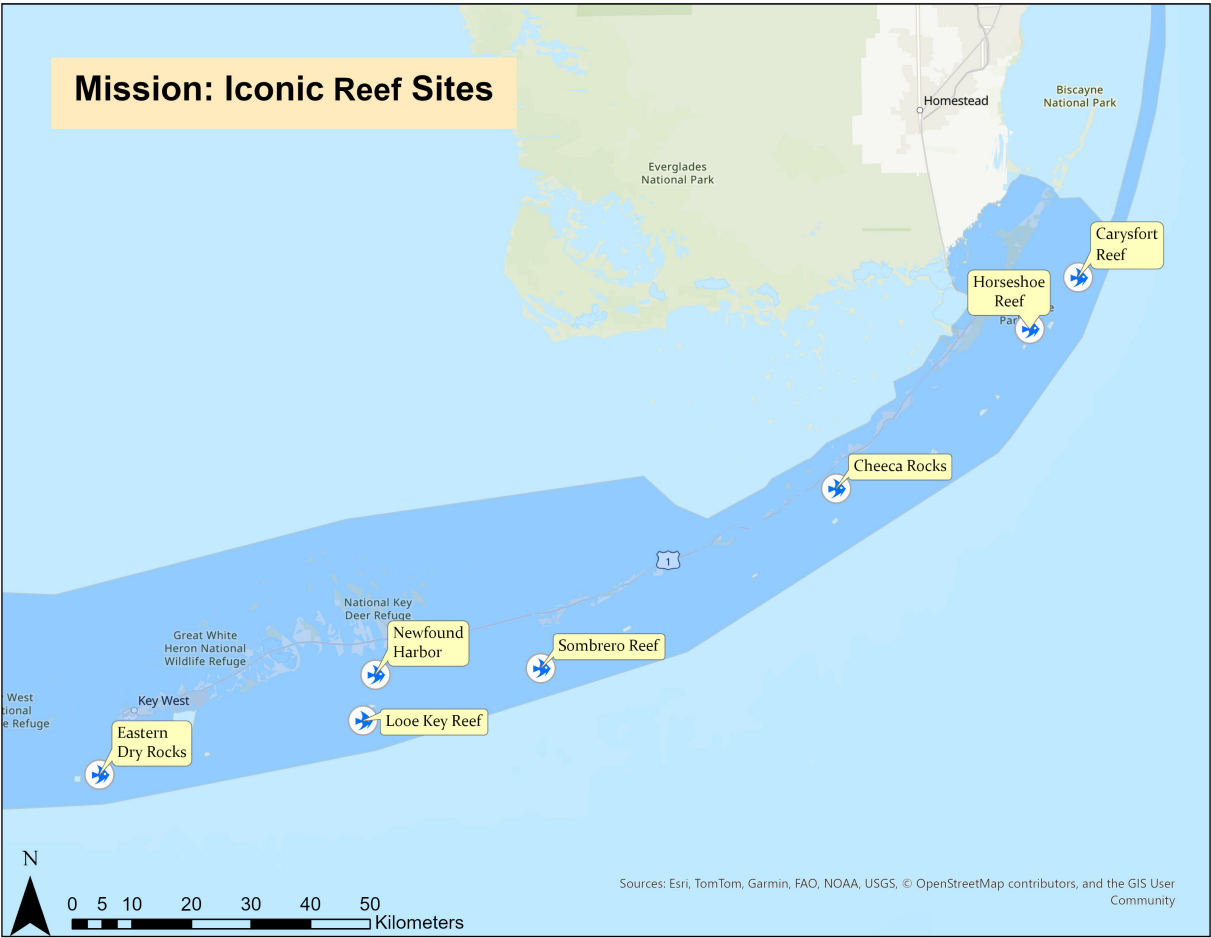 Mission: Iconic Reef Sites
Homestead
Biscayne
National Park
Everglades
National Park
Carysfort
Reef
Horseshoe
Reef
Cheeca Rocks
1
National Key
Deer Refuge
Newfound
Harbor
Great White
Heron National
Wildlife Refuge
Sombrero Reef
Key West
West
Refuge
Looe Key Reef
Eastern
Dry Rocks
N
0 5 10 20 30 40 50
Kilometers
Sources: Esri, TomTom, Garmin, FAO, NOAA, USGS, © OpenStreetMap contributors, and the GIS User
Community